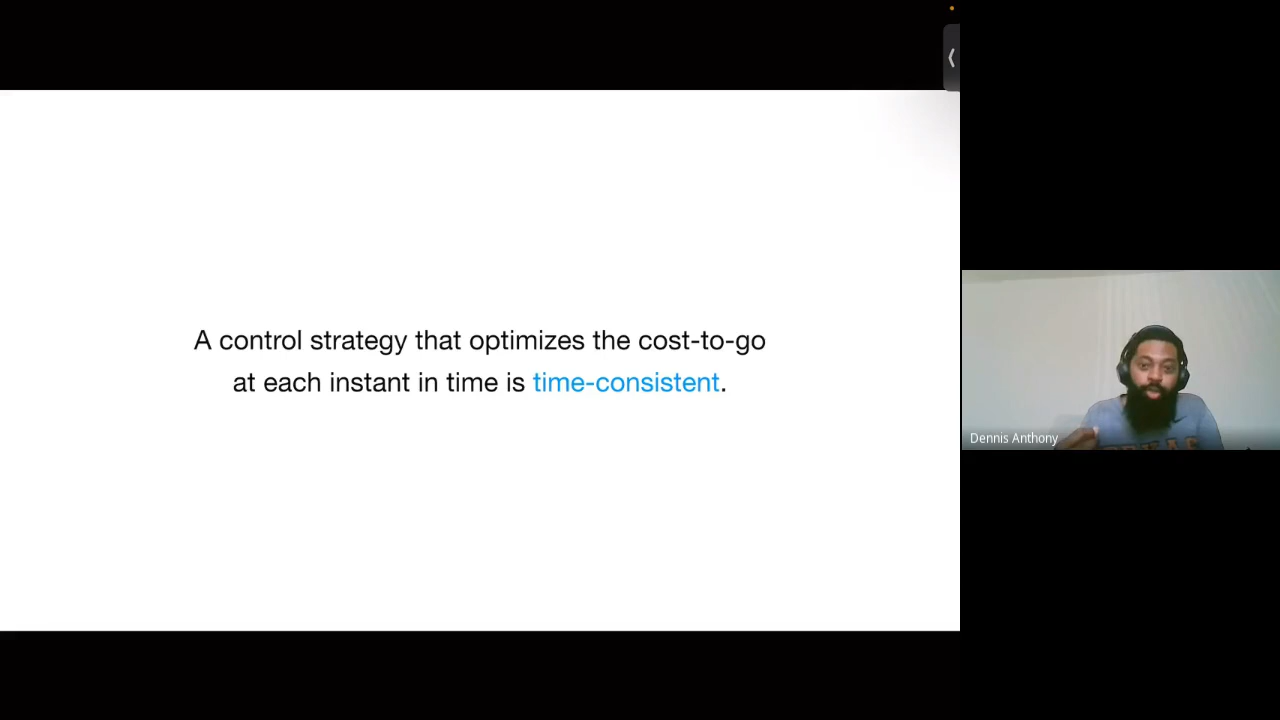 A control strategy that optimizes the cost-to-go
at each instant in time is time-consistent.
Dennis Anthony